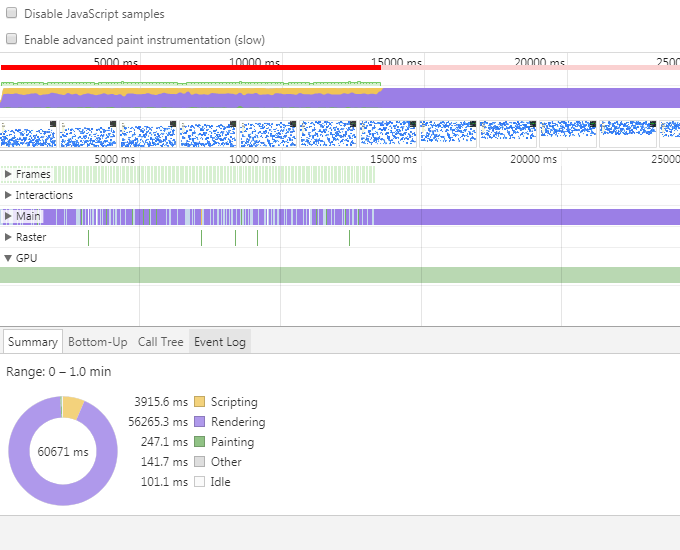 Disable JavaScript samples
Enable advanced paint instrumentation (slow)
5000 ms 10000 ms 15000 ms 20000 ms 2500
5000 ms 10000 ms 15000 ms 20000 ms 25000
Frames
Interactions
Main
Raster
GPU
Summary Bottom-Up Call Tree Event Log
Range: 0 – 1.0 min
3915.6 ms Scripting
56265.3 ms Rendering
60671 ms
247.1 ms Painting
141.7 ms Other
101.1 ms Idle